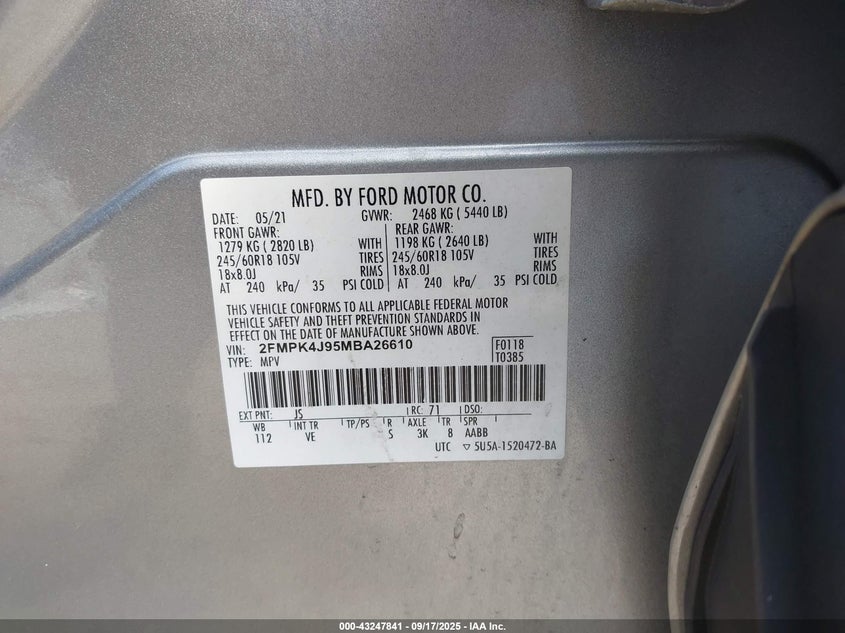 MFD. BY FORD MOTOR CO.
DATE: 05/21 GVWR: 2468 KG ( 5440 LB)
FRONT GAWR: REAR GAWR:
1279 KG ( 2820 LB) WITH 1198 KG ( 2640 LB) WITH
245/60R18 105V TIRES 245/60R18 105V TIRES
18x8.0J RIMS 18x8.0J RIMS
AT 240 kPa/ 35 PSI COLD AT 240 kPa/ 35 PSI COLD
THIS VEHICLE CONFORMS TO ALL APPLICABLE FEDERAL MOTOR
VEHICLE SAFETY AND THEFT PREVENTION STANDARDS IN
EFFECT ON THE DATE OF MANUFACTURE SHOWN ABOVE.
VIN: 2FMPK4J95MBA26610 F0118
TYPE: MPV T0385
EXT PNT: JS RC: 71 DSO:
WB INT TR TP/PS R AXLE TR SPR
112 VE S 3K 8 AABB
UTC ▽ 5U5A-1520472-BA
000-43247841 - 09/17/2025 - IAA Inc.